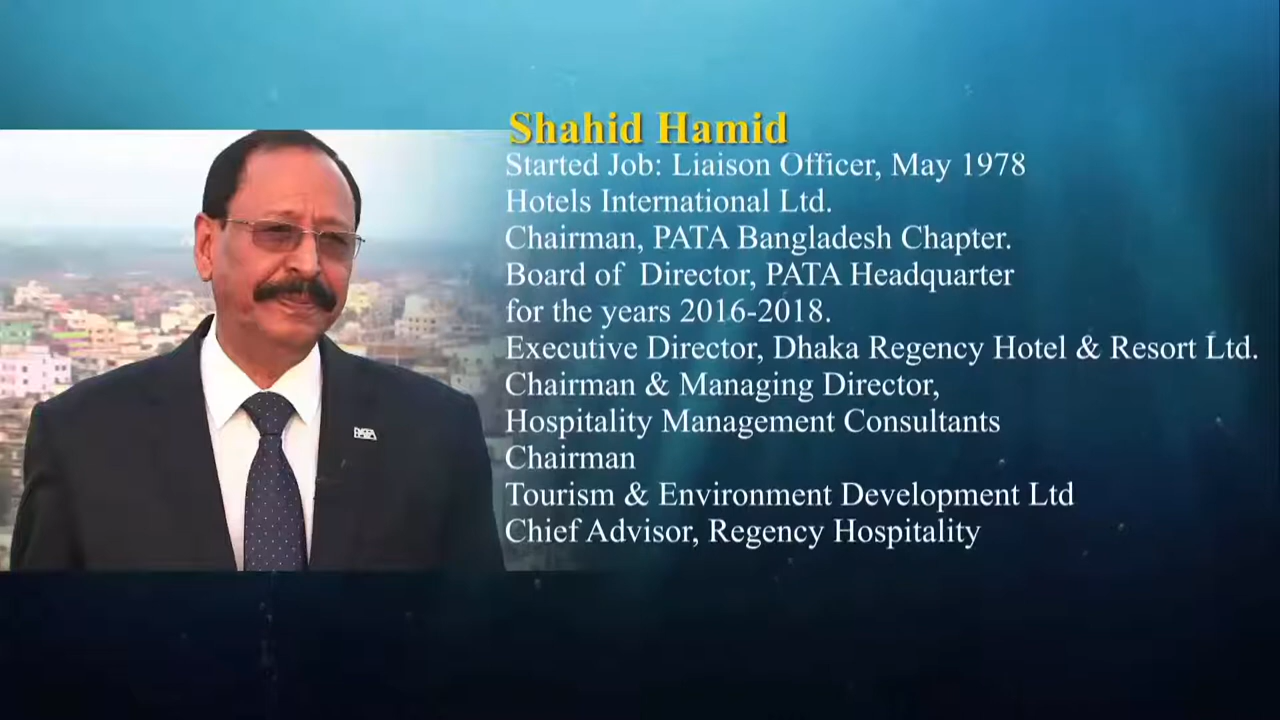 Shahid Hamid
Started Job: Liaison Officer, May 1978
Hotels International Ltd.
Chairman, PATA Bangladesh Chapter.
Board of  Director, PATA Headquarter
for the years 2016-2018.
Executive Director, Dhaka Regency Hotel & Resort Ltd.
Chairman & Managing Director,
Hospitality Management Consultants
Chairman
Tourism & Environment Development Ltd
Chief Advisor, Regency Hospitality
PATA